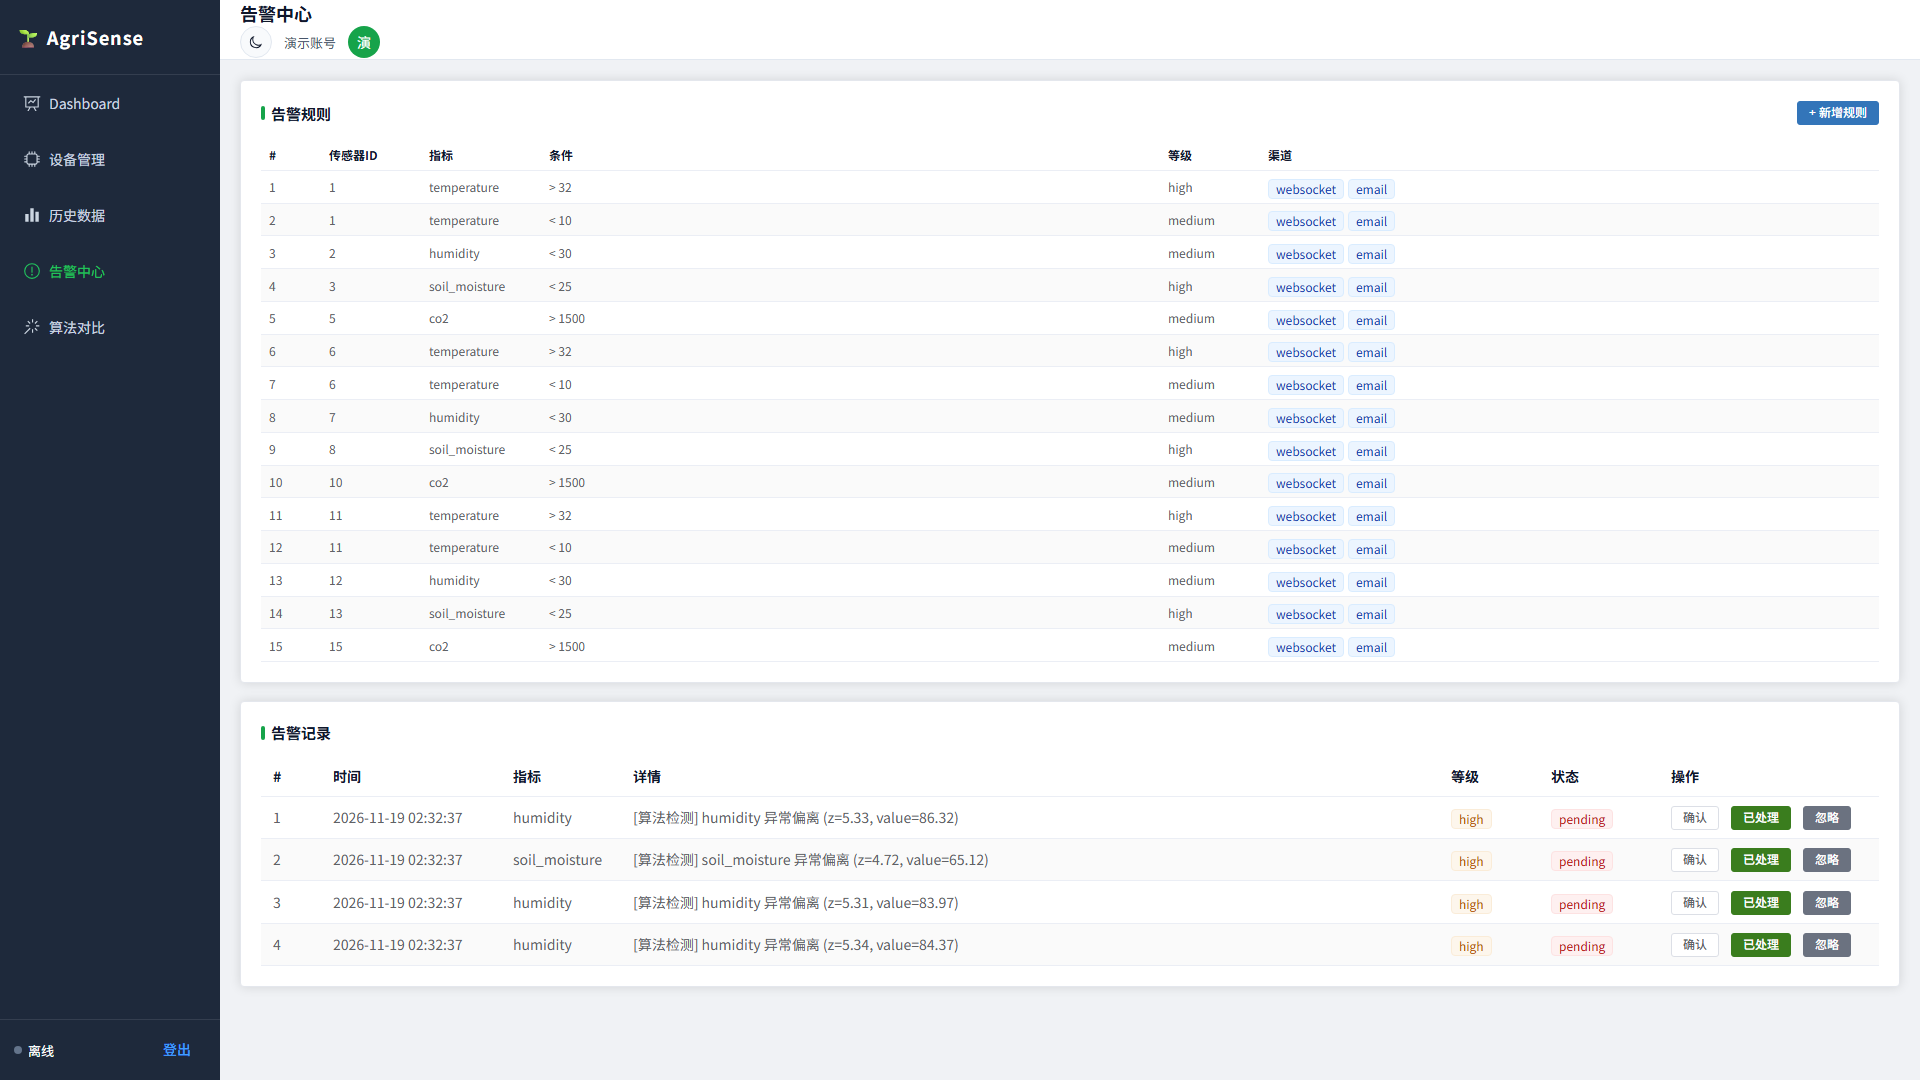 AgriSense
Dashboard
设备管理
历史数据
告警中心
算法对比
离线 登出
告警中心
演示账号 演
告警规则 + 新增规则
# 传感器ID 指标 条件 等级 渠道
1 1 temperature > 32 high websocket email
2 1 temperature < 10 medium websocket email
3 2 humidity < 30 medium websocket email
4 3 soil_moisture < 25 high websocket email
5 5 co2 > 1500 medium websocket email
6 6 temperature > 32 high websocket email
7 6 temperature < 10 medium websocket email
8 7 humidity < 30 medium websocket email
9 8 soil_moisture < 25 high websocket email
10 10 co2 > 1500 medium websocket email
11 11 temperature > 32 high websocket email
12 11 temperature < 10 medium websocket email
13 12 humidity < 30 medium websocket email
14 13 soil_moisture < 25 high websocket email
15 15 co2 > 1500 medium websocket email
告警记录
# 时间 指标 详情 等级 状态 操作
1 2026-11-19 02:32:37 humidity [算法检测] humidity 异常偏离 (z=5.33, value=86.32) high pending 确认 已处理 忽略
2 2026-11-19 02:32:37 soil_moisture [算法检测] soil_moisture 异常偏离 (z=4.72, value=65.12) high pending 确认 已处理 忽略
3 2026-11-19 02:32:37 humidity [算法检测] humidity 异常偏离 (z=5.31, value=83.97) high pending 确认 已处理 忽略
4 2026-11-19 02:32:37 humidity [算法检测] humidity 异常偏离 (z=5.34, value=84.37) high pending 确认 已处理 忽略